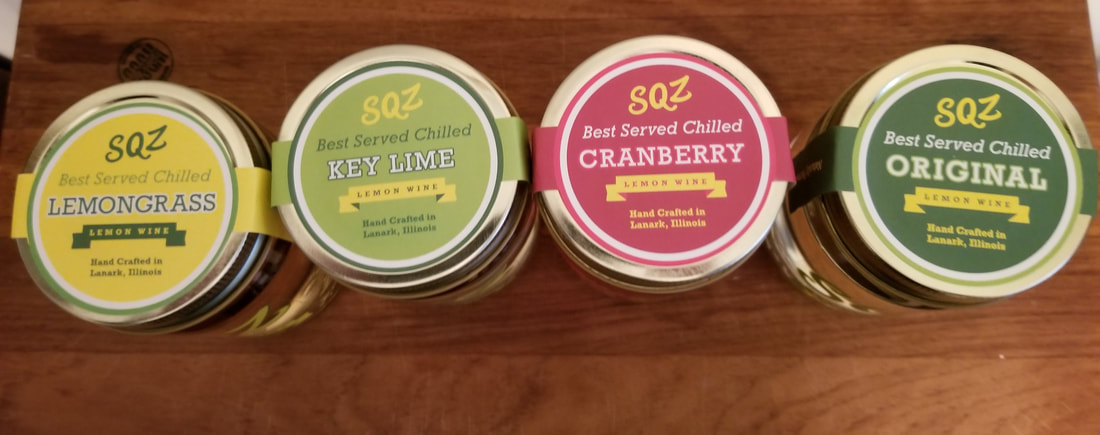 SQZ
Best Served Chilled
LEMONGRASS
LEMON WINE
Hand Crafted in
Lanark, Illinois
SQZ
Best Served Chilled
KEY LIME
LEMON WINE
Hand Crafted in
Lanark, Illinois
SQZ
Best Served Chilled
CRANBERRY
LEMON WINE
Hand Crafted in
Lanark, Illinois
SQZ
Best Served Chilled
ORIGINAL
LEMON WINE
Hand Crafted in
Lanark, Illinois